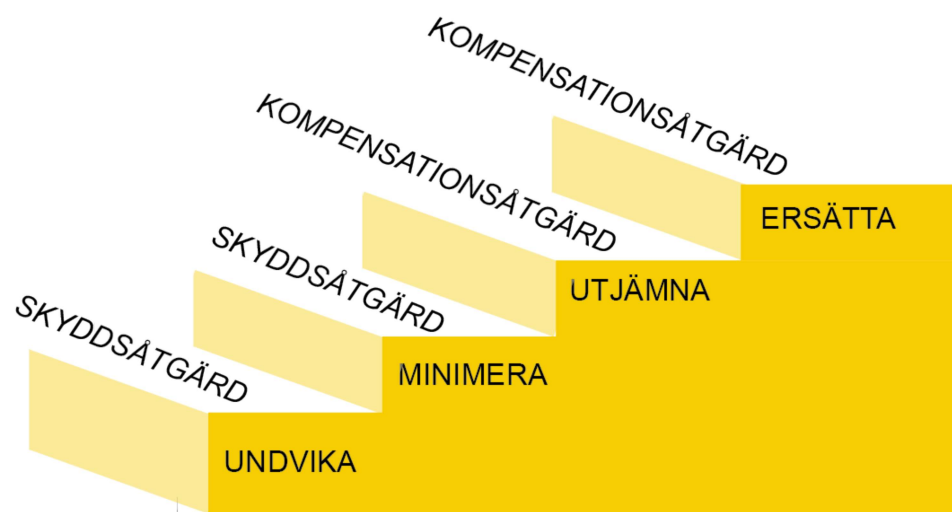 KOMPENSATIONSÅTGÄRD
ERSÄTTA
KOMPENSATIONSÅTGÄRD
UTJÄMNA
SKYDDSÅTGÄRD
MINIMERA
SKYDDSÅTGÄRD
UNDVIKA